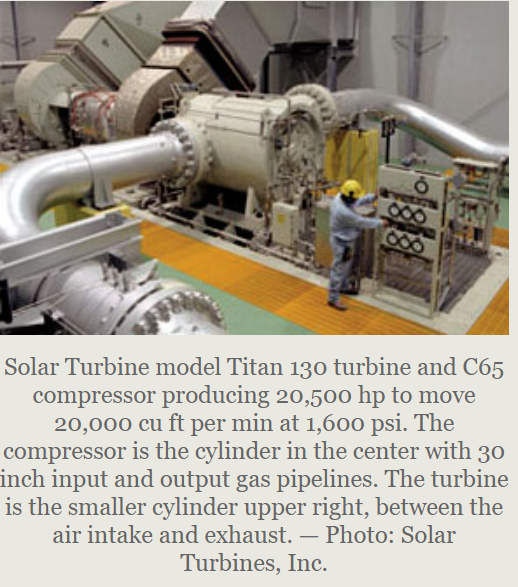 Solar Turbine model Titan 130 turbine and C65
compressor producing 20,500 hp to move
20,000 cu ft per min at 1,600 psi. The
compressor is the cylinder in the center with 30
inch input and output gas pipelines. The turbine
is the smaller cylinder upper right, between the
air intake and exhaust. — Photo: Solar
Turbines, Inc.